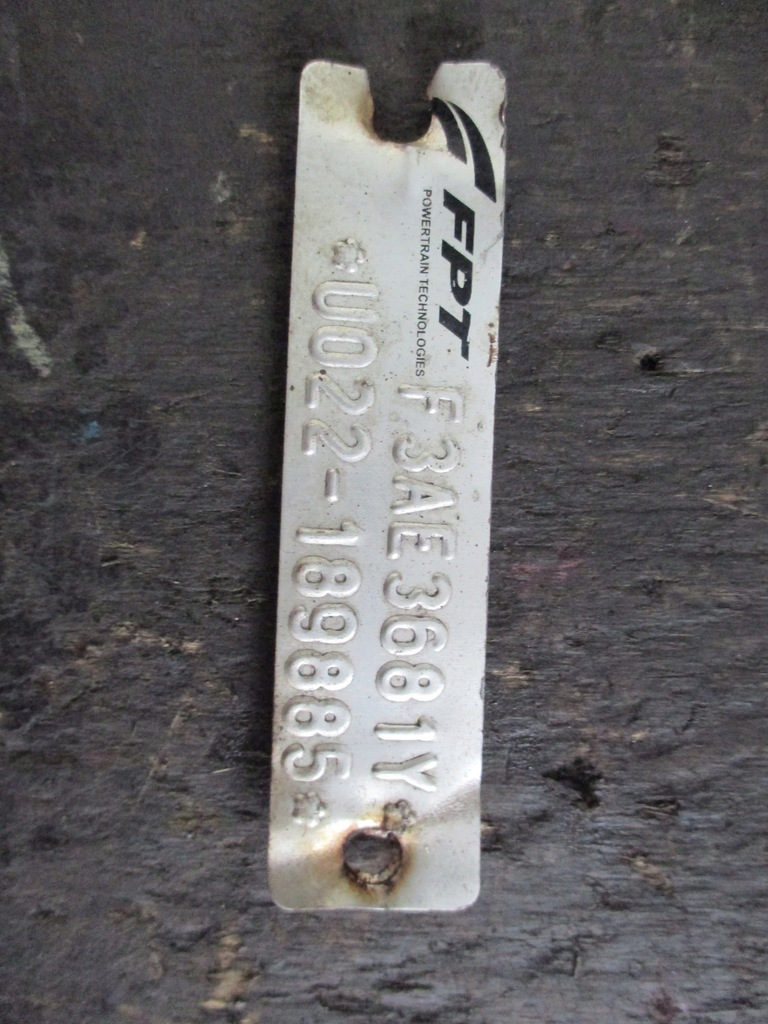 FPT
POWERTRAIN TECHNOLOGIES
F3AE3681Y*
*U022-189885*